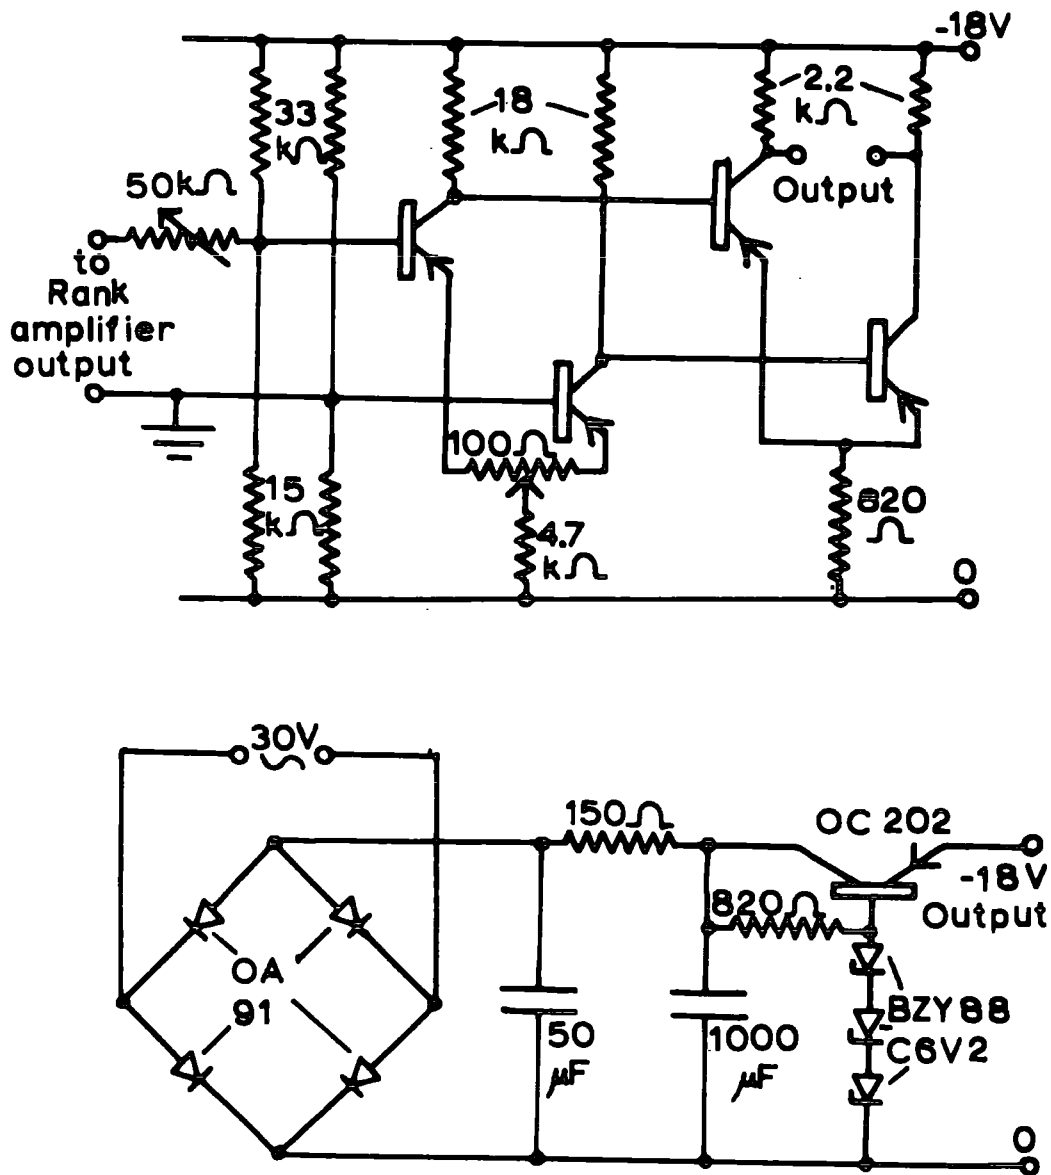 -18V
33
kΩ
18
kΩ
2.2
kΩ
50kΩ
Output
to
Rank
amplifier
output
100Ω
15
kΩ
4.7
kΩ
820
Ω
0
30V
150Ω
OC 202
-18V
Output
820Ω
OA
91
50
µF
1000
µF
BZY88
C6V2
0